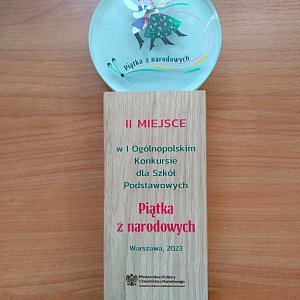 Piątka z narodowych
II MIEJSCE
w I Ogólnopolskim
Konkursie
dla Szkół
Podstawowych
Piątka
z narodowych
Warszawa, 2023
Ministerstwo Kultury
i Dziedzictwa Narodowego